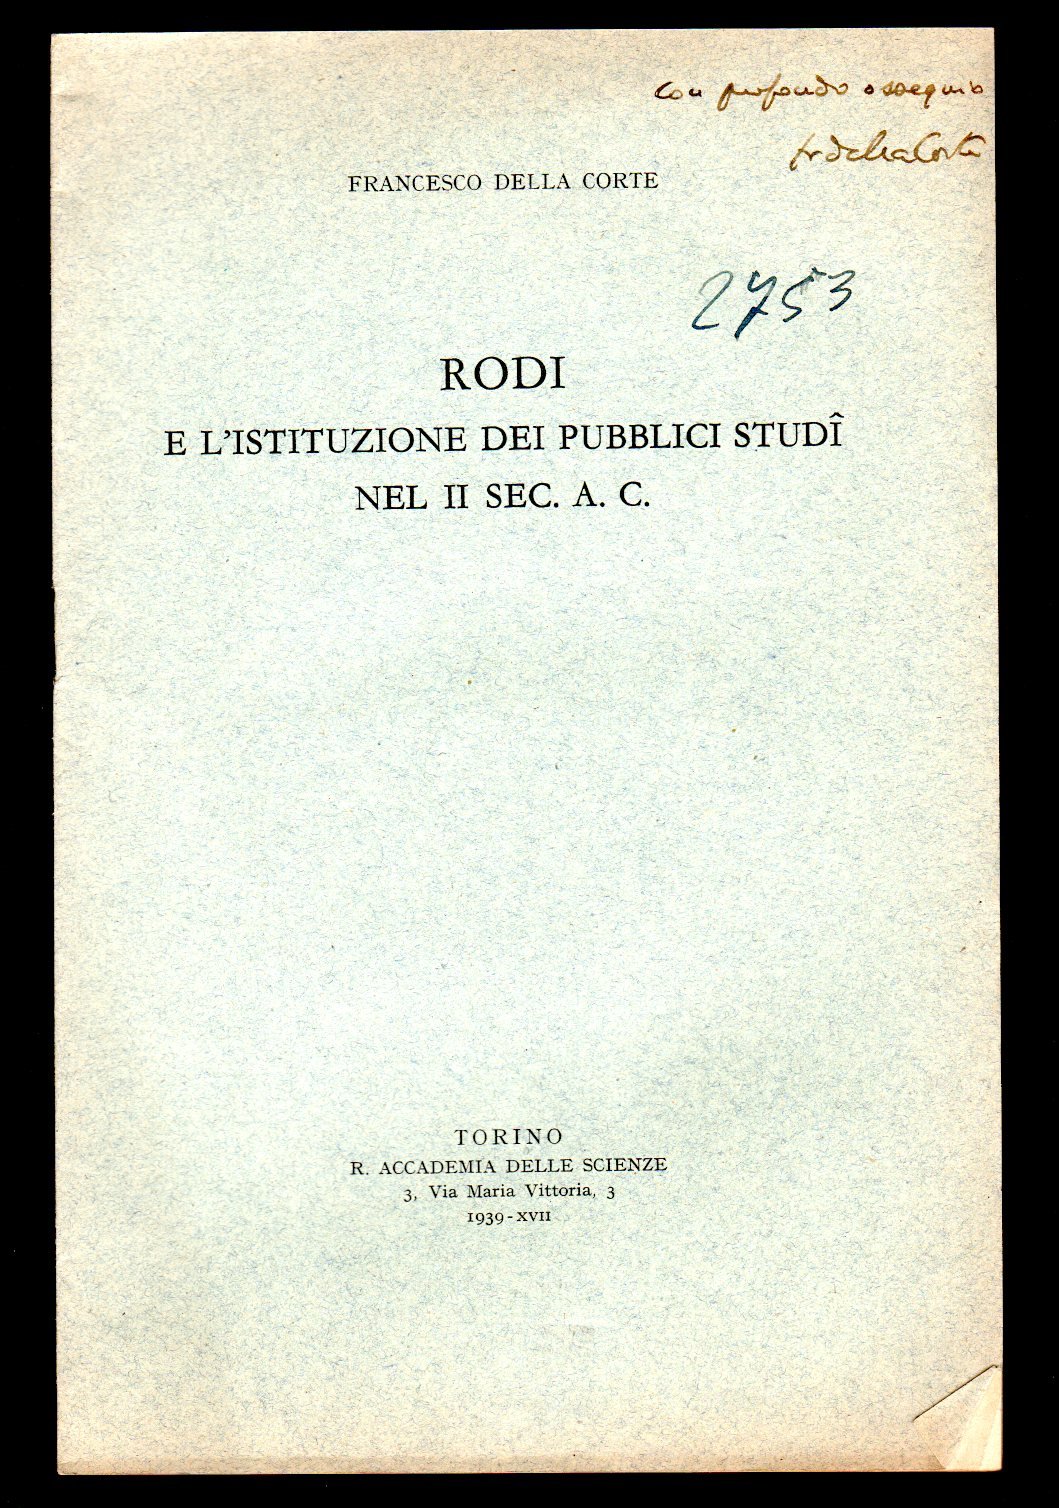 con profondo ossequio
fr della Corte
FRANCESCO DELLA CORTE
2753
RODI
E L’ISTITUZIONE DEI PUBBLICI STUDÎ
NEL II SEC. A. C.
TORINO
R. ACCADEMIA DELLE SCIENZE
3, Via Maria Vittoria, 3
1939-XVII